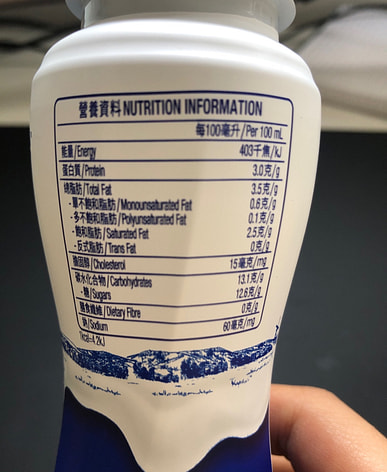 營養資料 NUTRITION INFORMATION
每100毫升/Per 100 mL
能量/Energy 403千焦/kJ
蛋白質/Protein 3.0克/g
總脂肪/Total Fat 3.5克/g
- 單不飽和脂肪/Monounsaturated Fat 0.8克/g
- 多不飽和脂肪/Polyunsaturated Fat 0.1克/g
- 飽和脂肪/Saturated Fat 2.5克/g
- 反式脂肪/Trans Fat 0克/g
膽固醇/Cholesterol 15毫克/mg
碳水化合物/Carbohydrates 13.1克/g
- 糖/Sugars 12.6克/g
膳食纖維/Dietary Fibre 0克/g
鈉/Sodium 60毫克/mg
1kcal=4.2kJ